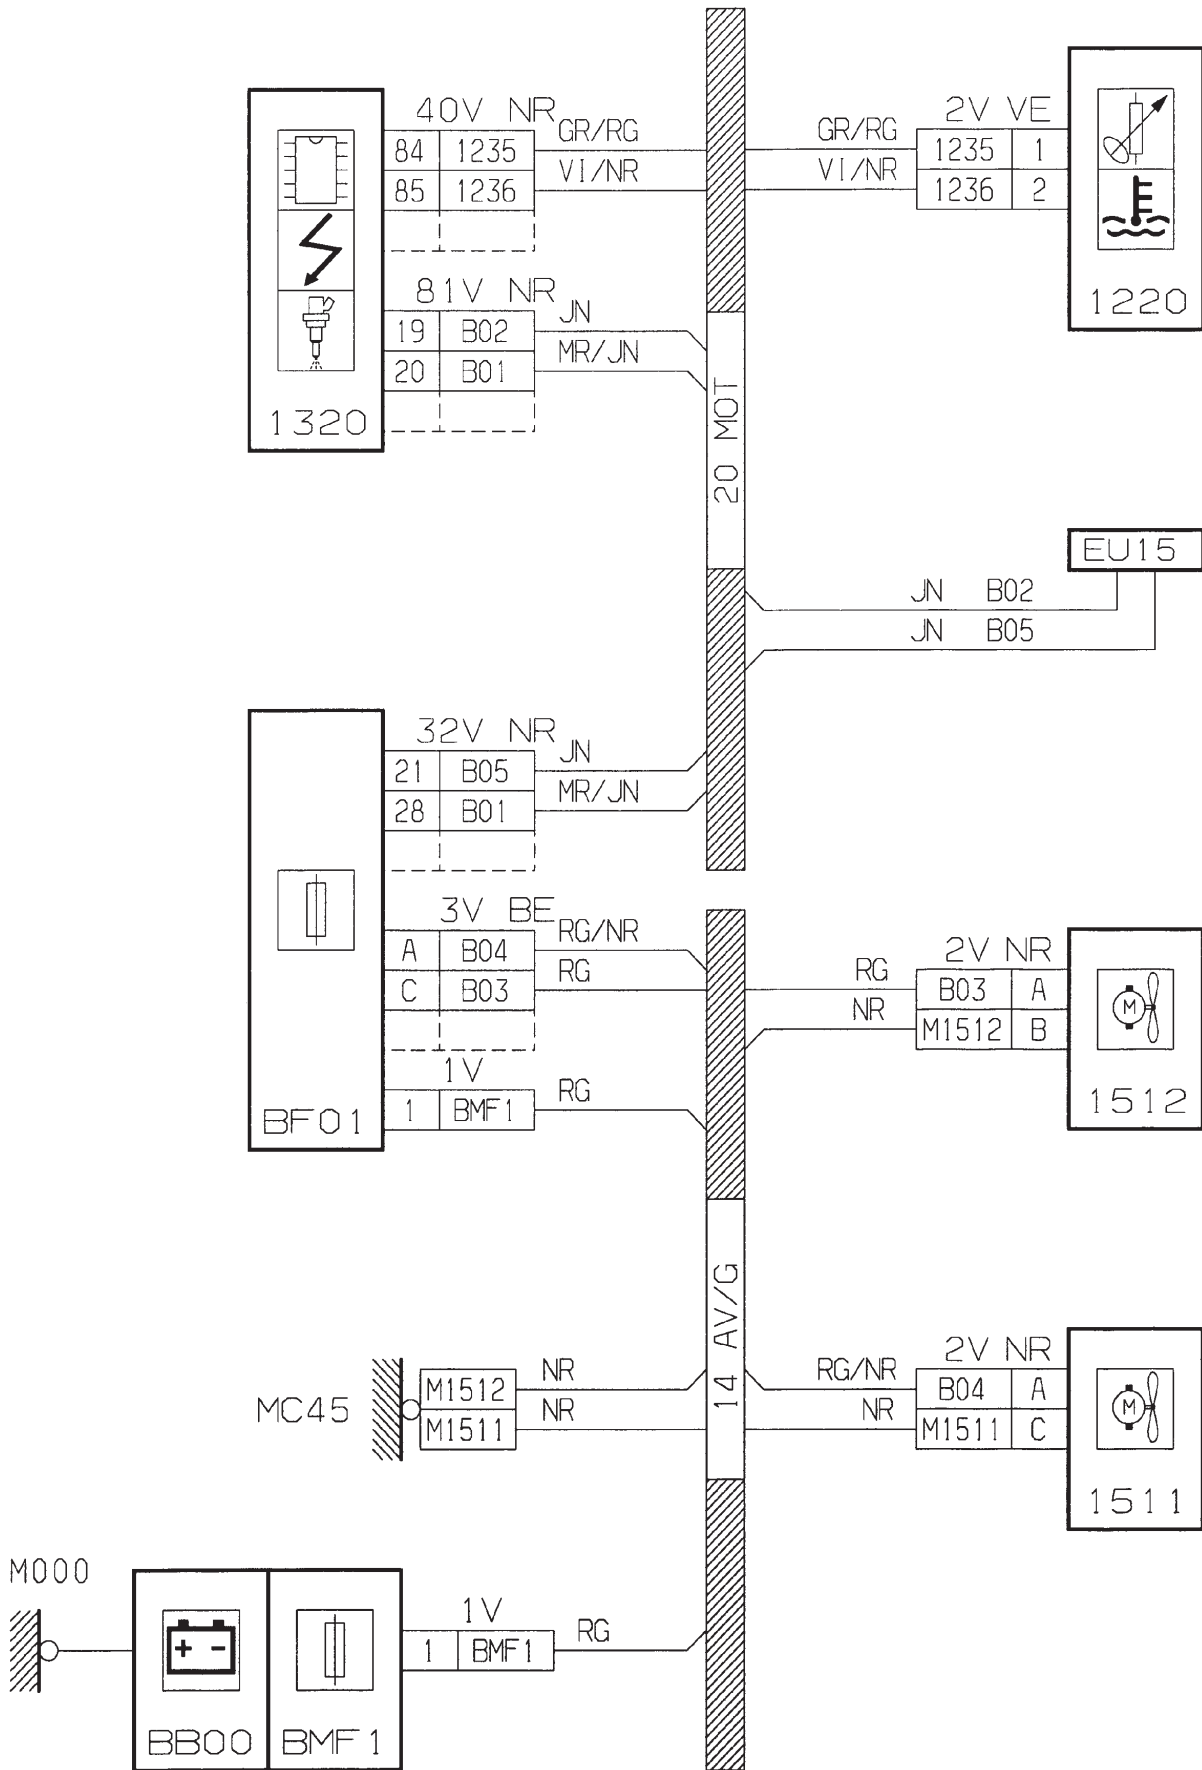 40V NR
84 1235 GR/RG
85 1236 VI/NR
81V NR
19 B02 JN
20 B01 MR/JN
1320
2V VE
GR/RG 1235 1
VI/NR 1236 2
1220
20 MOT
EU15
JN B02
JN B05
32V NR
21 B05 JN
28 B01 MR/JN
3V BE
A B04 RG/NR
C B03 RG
1V
1 BMF1 RG
BF01
2V NR
RG B03 A
NR M1512 B
M
1512
14 AV/G
MC45
M1512 NR
M1511 NR
2V NR
RG/NR B04 A
NR M1511 C
M
1511
M000
+ -
BB00
BMF1
1V
1 BMF1 RG